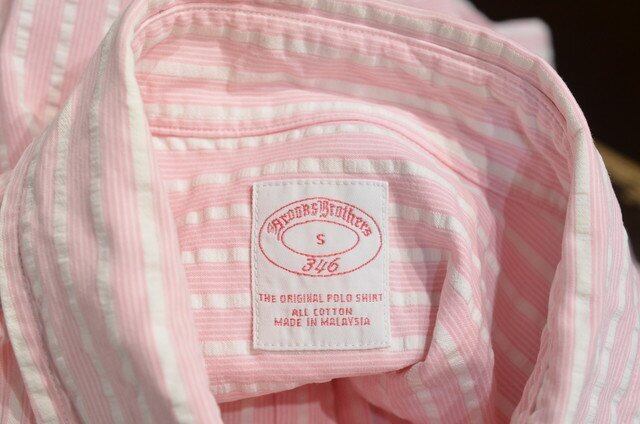 Brooks Brothers
S
346
THE ORIGINAL POLO SHIRT
ALL COTTON
MADE IN MALAYSIA